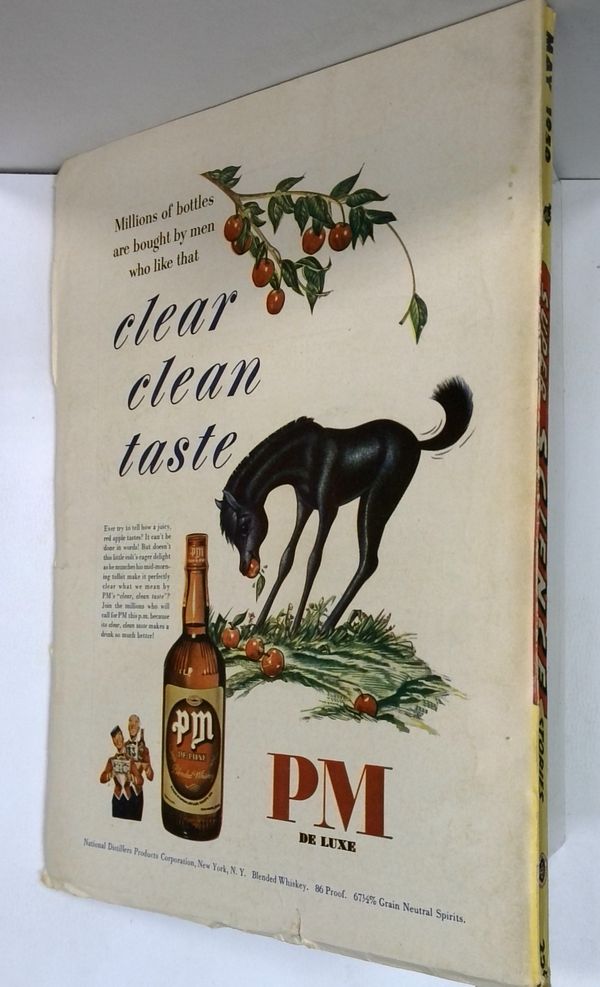 Millions of bottles
are bought by men
who like that
clear
clean
taste
Ever try to tell how a juicy,
red apple tastes? It can't be
done in words! But doesn't
this little colt's eager delight
as he munches his mid-morn-
ing tidbit make it perfectly
clear what we mean by
PM's "clear, clean taste"?
Join the millions who will
call for PM this p.m. because
its clear, clean taste makes a
drink so much better!
PM
PM
DE LUXE
Blended Whiskey
PM
DE LUXE
National Distillers Products Corporation, New York, N. Y. Blended Whiskey. 86 Proof. 67½% Grain Neutral Spirits.
MAY
SUPER SCIENCE STORIES